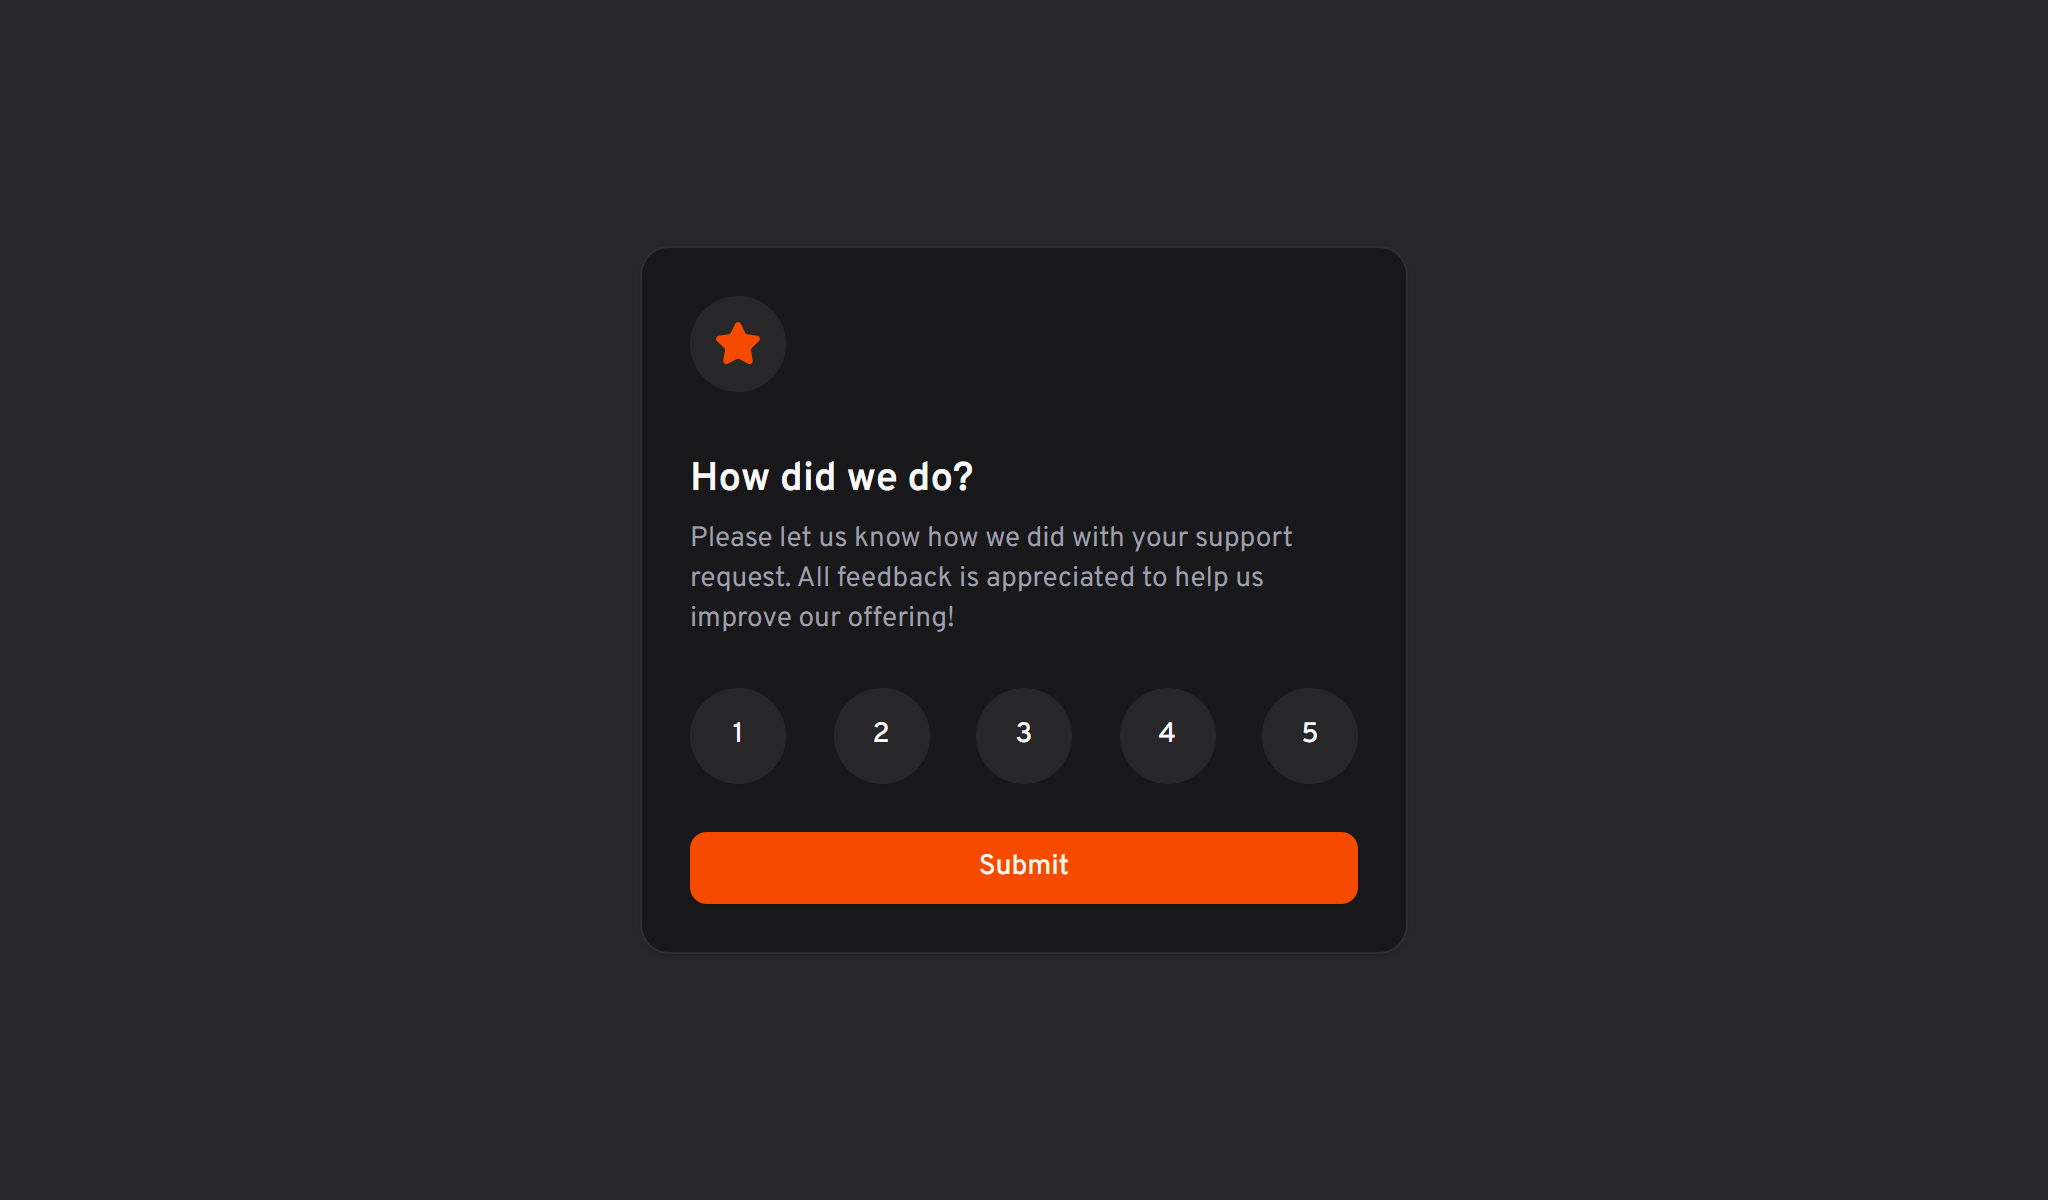 How did we do?
Please let us know how we did with your support
request. All feedback is appreciated to help us
improve our offering!
1 2 3 4 5
Submit